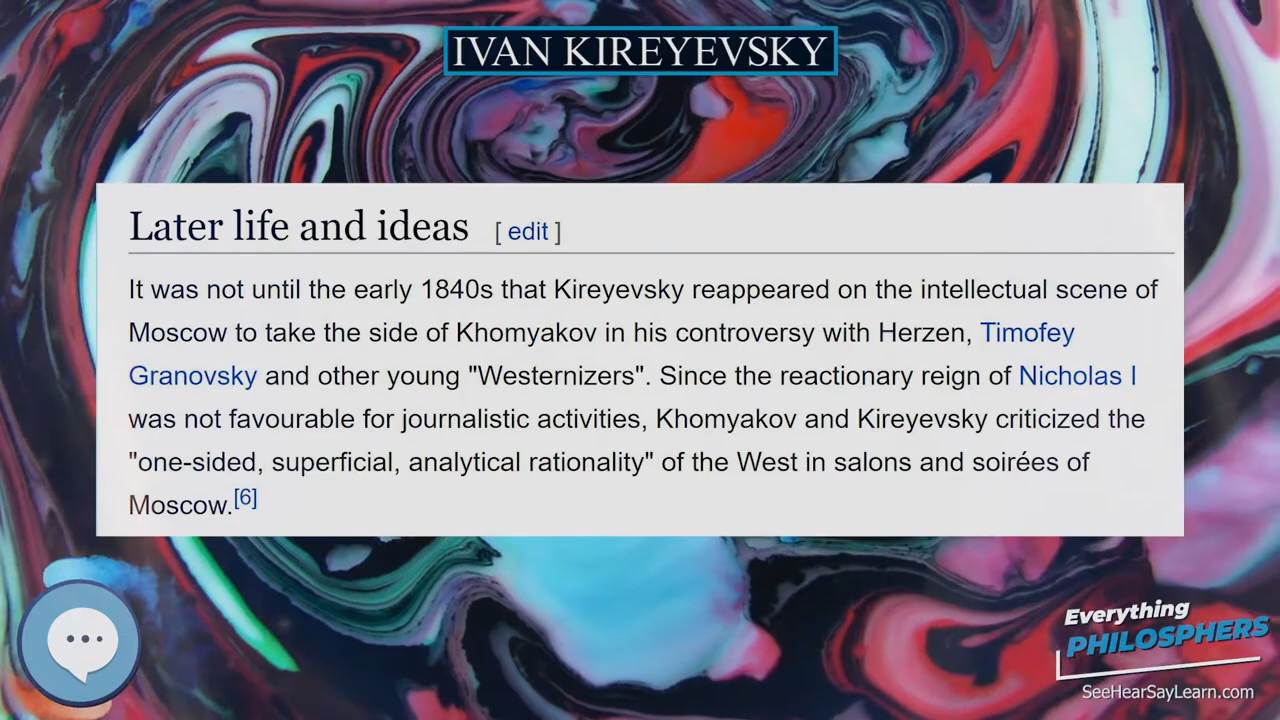 IVAN KIREYEVSKY
Later life and ideas [ edit ]
It was not until the early 1840s that Kireyevsky reappeared on the intellectual scene of
Moscow to take the side of Khomyakov in his controversy with Herzen, Timofey
Granovsky and other young "Westernizers". Since the reactionary reign of Nicholas I
was not favourable for journalistic activities, Khomyakov and Kireyevsky criticized the
"one-sided, superficial, analytical rationality" of the West in salons and soirées of
Moscow.[6]
Everything
PHILOSPHERS
SeeHearSayLearn.com